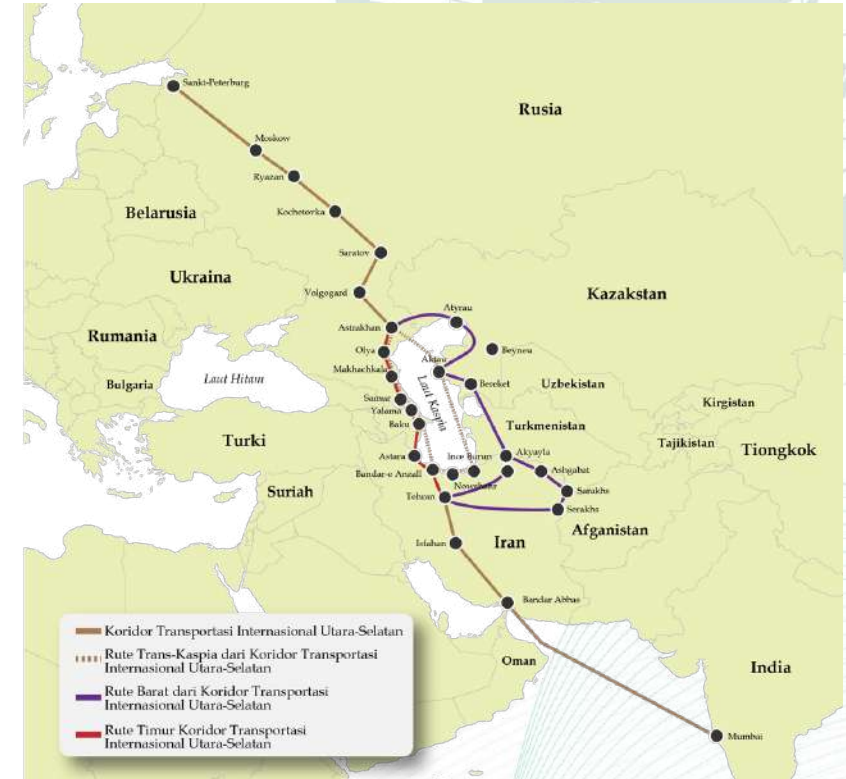 Sankt-Peterburg
Rusia
Moskow
Ryazan
Belarusia
Kochetovka
Saratov
Ukraina
Volgogard
Kazakstan
Atyrau
Astrakhan
Rumania
Olya
Beyneu
Aktau
Makhachkala
Laut Hitam
Bulgaria
Laut Kaspia
Bereket
Uzbekistan
Samur
Yalama
Kirgistan
Baku
Turkmenistan
Turki
Tajikistan
Tiongkok
Astara
Ince Burun
Akyayla
Bandar-e Anzali
Ashgabat
Nowshahr
Suriah
Sarakhs
Tehran
Serakhs
Afganistan
Isfahan
Iran
Bandar Abbas
Koridor Transportasi Internasional Utara-Selatan
Rute Trans-Kaspia dari Koridor Transportasi
Internasional Utara-Selatan
Rute Barat dari Koridor Transportasi
Internasional Utara-Selatan
Rute Timur Koridor Transportasi
Internasional Utara-Selatan
Oman
India
Mumbai